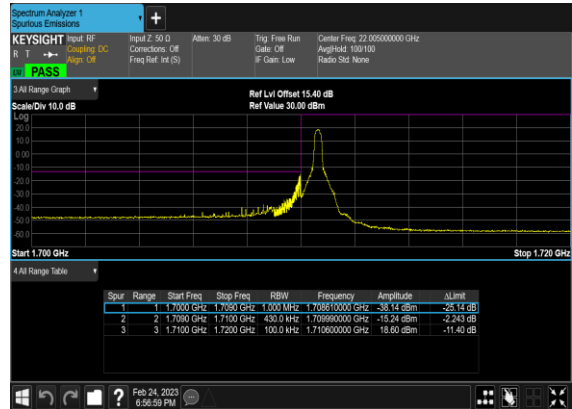 Spectrum Analyzer 1
Spurious Emissions
KEYSIGHT Input: RF Input Z: 50 Ω Atten: 30 dB Trig: Free Run Center Freq: 22.005000000 GHz
R T Coupling: DC Corrections: Off Gate: Off Avg|Hold: 100/100
Align: Off Freq Ref: Int (S) IF Gain: Low Radio Std: None
PASS
3 All Range Graph
Ref Lvl Offset 15.40 dB
Scale/Div 10.0 dB Ref Value 30.00 dBm
Log
20.0
10.0
0.00
-10.0
-20.0
-30.0
-40.0
-50.0
-60.0
Start 1.700 GHz Stop 1.720 GHz
4 All Range Table
Spur Range Start Freq Stop Freq RBW Frequency Amplitude ΔLimit
1 1 1.7000 GHz 1.7090 GHz 1.000 MHz 1.708610000 GHz -38.14 dBm -25.14 dB
2 2 1.7090 GHz 1.7100 GHz 430.0 kHz 1.709990000 GHz -15.24 dBm -2.243 dB
3 3 1.7100 GHz 1.7200 GHz 100.0 kHz 1.710600000 GHz 18.60 dBm -11.40 dB
? Feb 24, 2023
6:56:59 PM